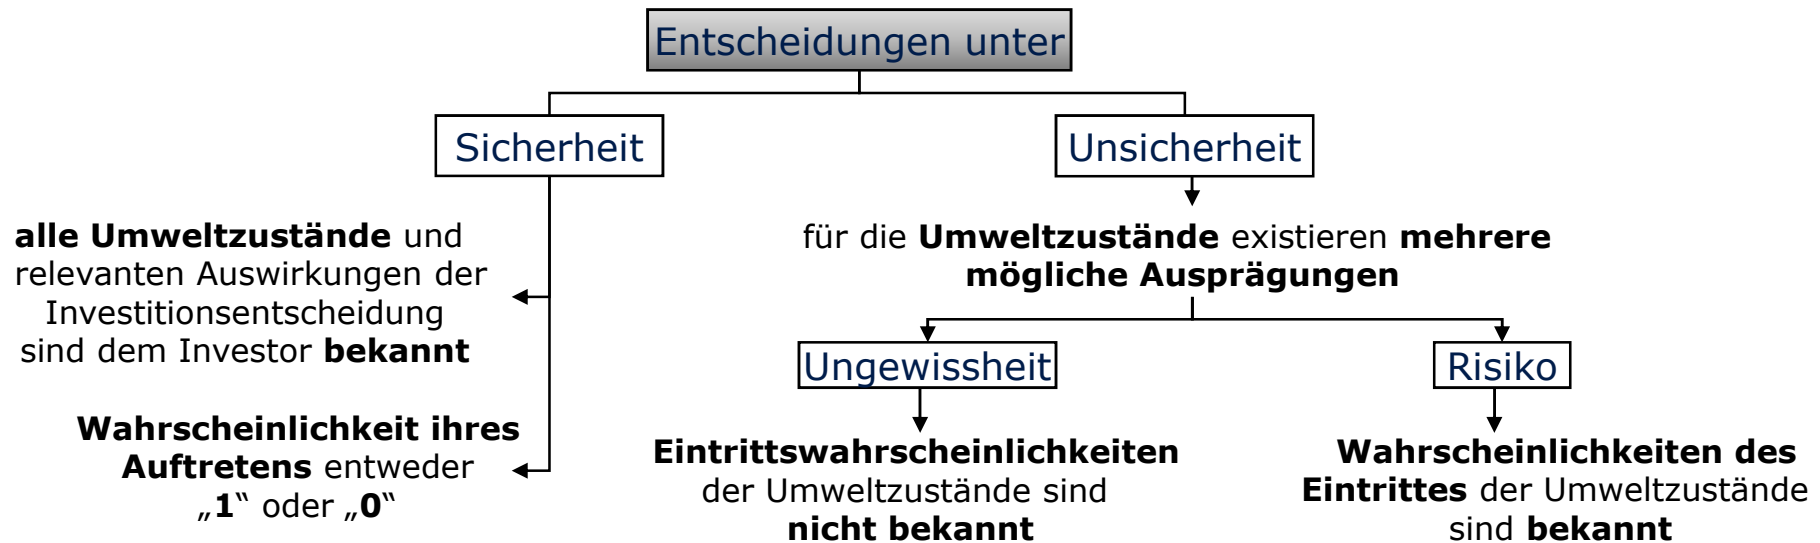 Entscheidungen unter
Sicherheit
Unsicherheit
alle Umweltzustände und
relevanten Auswirkungen der
Investitionsentscheidung
sind dem Investor bekannt
Wahrscheinlichkeit ihres
Auftretens entweder
„1“ oder „0“
für die Umweltzustände existieren mehrere
mögliche Ausprägungen
Ungewissheit
Risiko
Eintrittswahrscheinlichkeiten
der Umweltzustände sind
nicht bekannt
Wahrscheinlichkeiten des
Eintrittes der Umweltzustände
sind bekannt